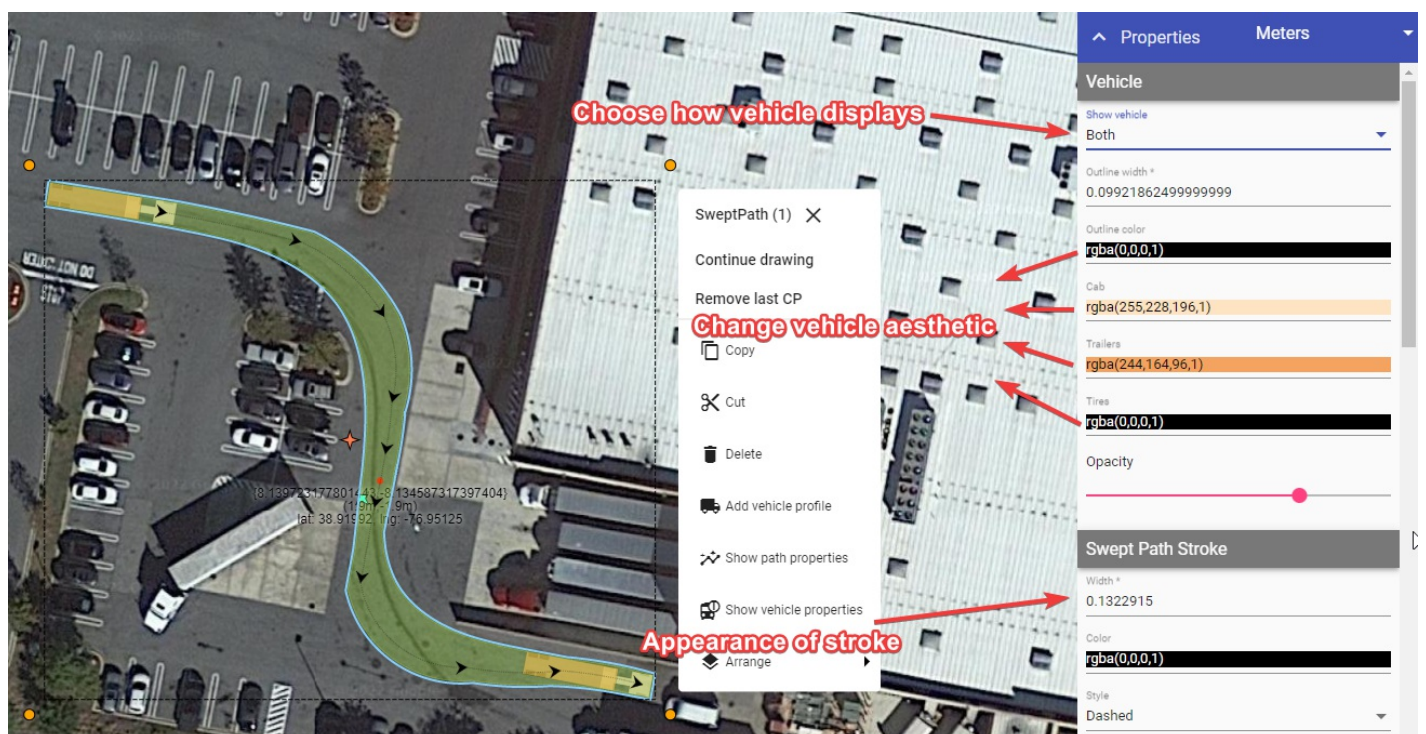 Properties
Meters
Vehicle
Show vehicle
Both
Outline width *
0.09921862499999999
Outline color
rgba(0,0,0,1)
Cab
rgba(255,228,196,1)
Trailers
rgba(244,164,96,1)
Tires
rgba(0,0,0,1)
Opacity
Swept Path Stroke
Width *
0.1322915
Color
rgba(0,0,0,1)
Style
Dashed
Choose how vehicle displays
Change vehicle aesthetic
Appearance of stroke
SweptPath (1)
Continue drawing
Remove last CP
Copy
Cut
Delete
Add vehicle profile
Show path properties
Show vehicle properties
Arrange
DO NOT ENTER
lat: 38.91992, lng: -76.95125